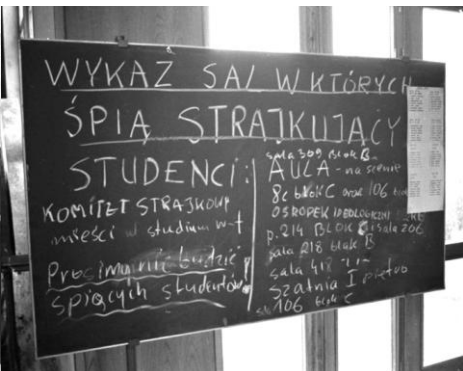 WYKAZ SAL W KTÓRYCH
ŚPIĄ STRAJKUJĄCY
STUDENCI:
KOMITET STRAJKOWY
mieści w studium w-f
Prosimy nie budzić
śpiących studentów!
sala 309 Blok B
AULA - na scenie
8c blok C oraz 106 blok
OŚRODEK IDEOLOGICZNY
p. 214 BLOK C i sala 206
sala 218 blok B
sala 418
Szatnia I piętro
106 blok C